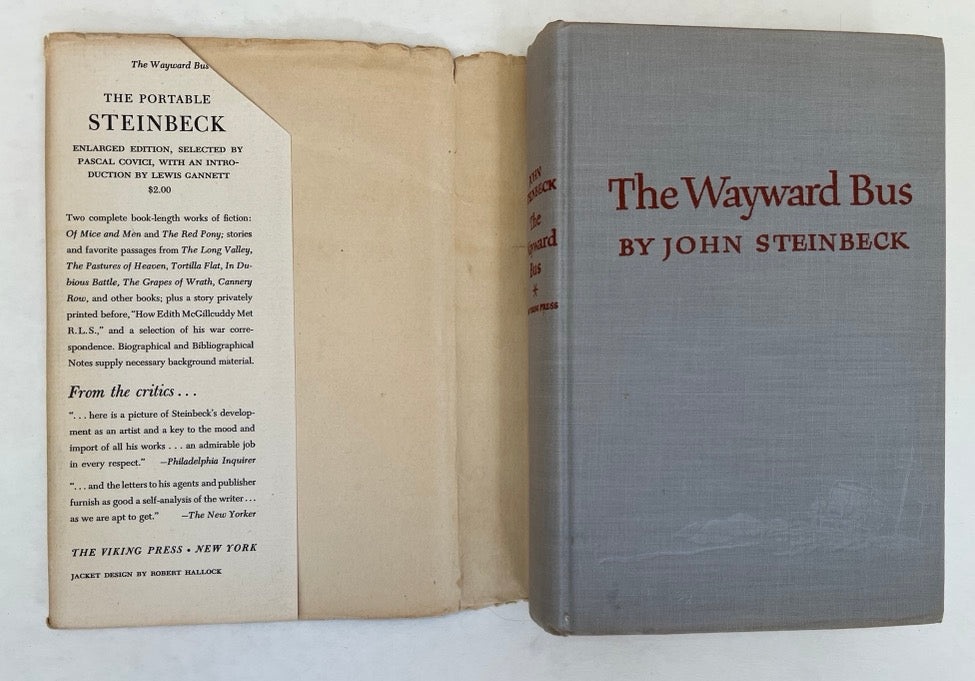 The Wayward Bus
THE PORTABLE
STEINBECK
ENLARGED EDITION, SELECTED BY
PASCAL COVICI, WITH AN INTRO-
DUCTION BY LEWIS GANNETT
$2.00
Two complete book-length works of fiction:
Of Mice and Men and The Red Pony; stories
and favorite passages from The Long Valley,
The Pastures of Heaven, Tortilla Flat, In Du-
bious Battle, The Grapes of Wrath, Cannery
Row, and other books; plus a story privately
printed before, "How Edith McGillcuddy Met
R.L.S.," and a selection of his war corre-
spondence. Biographical and Bibliographical
Notes supply necessary background material.
From the critics . . .
". . . here is a picture of Steinbeck's develop-
ment as an artist and a key to the mood and
import of all his works . . . an admirable job
in every respect." —Philadelphia Inquirer
". . . and the letters to his agents and publisher
furnish as good a self-analysis of the writer . . .
as we are apt to get." —The New Yorker
THE VIKING PRESS • NEW YORK
JACKET DESIGN BY ROBERT HALLOCK
JOHN
STEINBECK
The
Wayward
Bus
*
VIKING PRESS
The Wayward Bus
BY JOHN STEINBECK